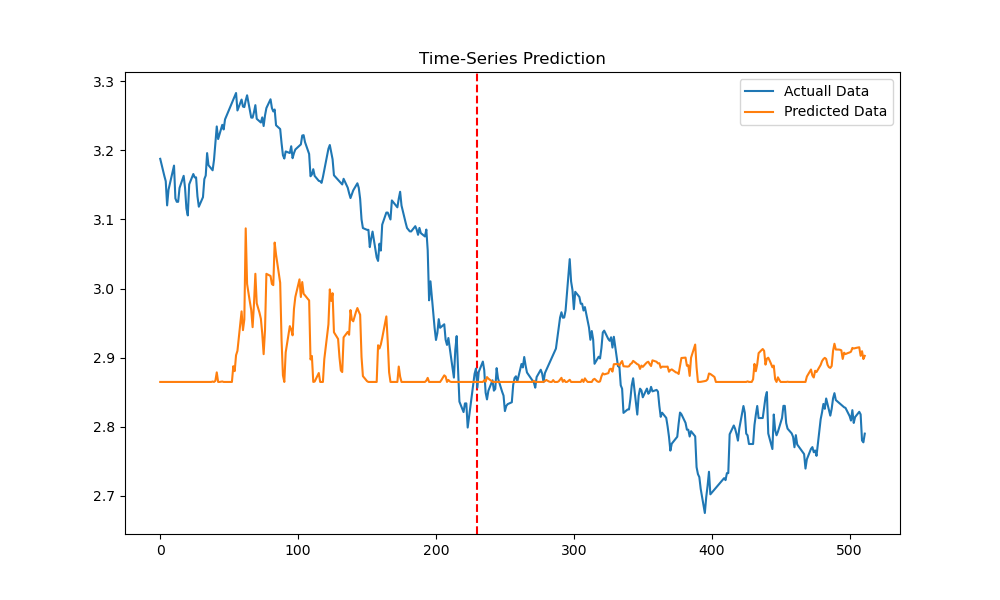 Time-Series Prediction
Actuall Data
Predicted Data
3.3
3.2
3.1
3.0
2.9
2.8
2.7
0 100 200 300 400 500